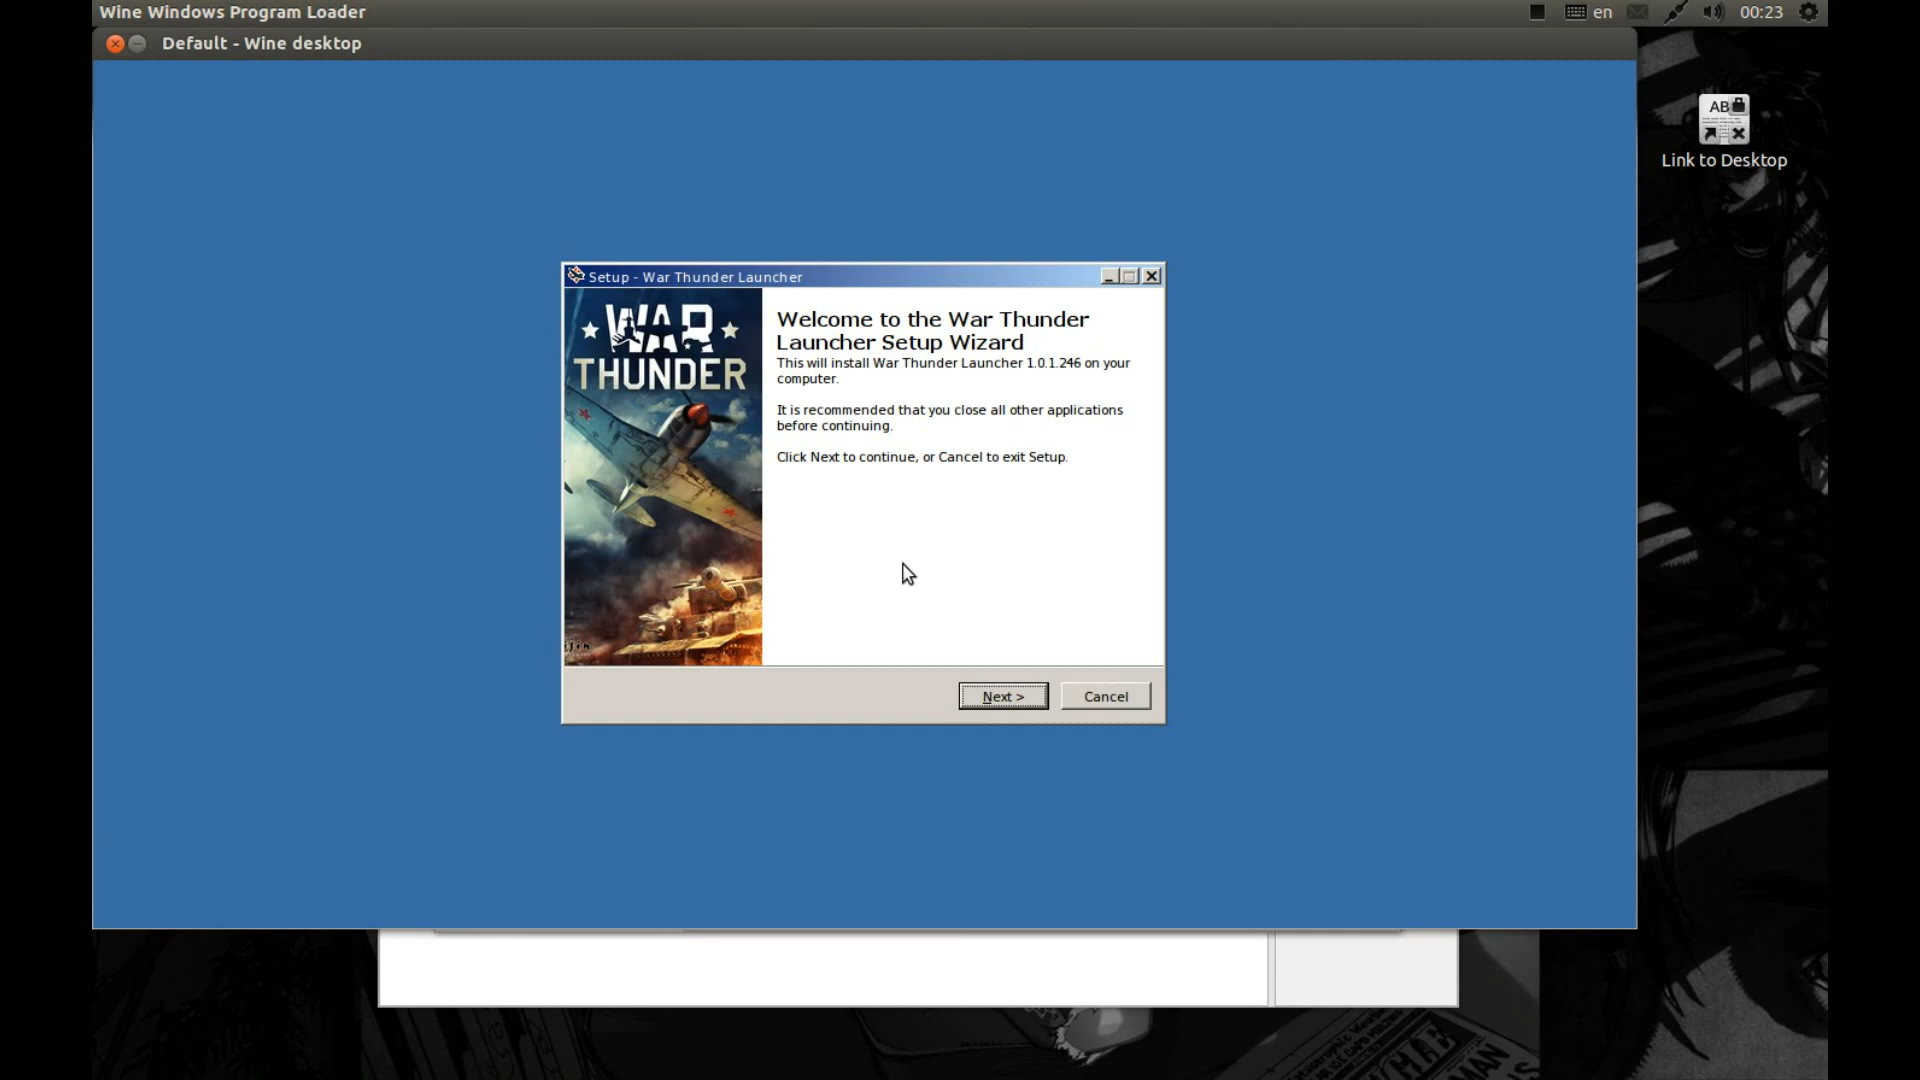 Wine Windows Program Loader
en
00:23
Default - Wine desktop
AB
Link to Desktop
Setup - War Thunder Launcher
WAR
THUNDER
Welcome to the War Thunder
Launcher Setup Wizard
This will install War Thunder Launcher 1.0.1.246 on your
computer.
It is recommended that you close all other applications
before continuing.
Click Next to continue, or Cancel to exit Setup.
Next >
Cancel